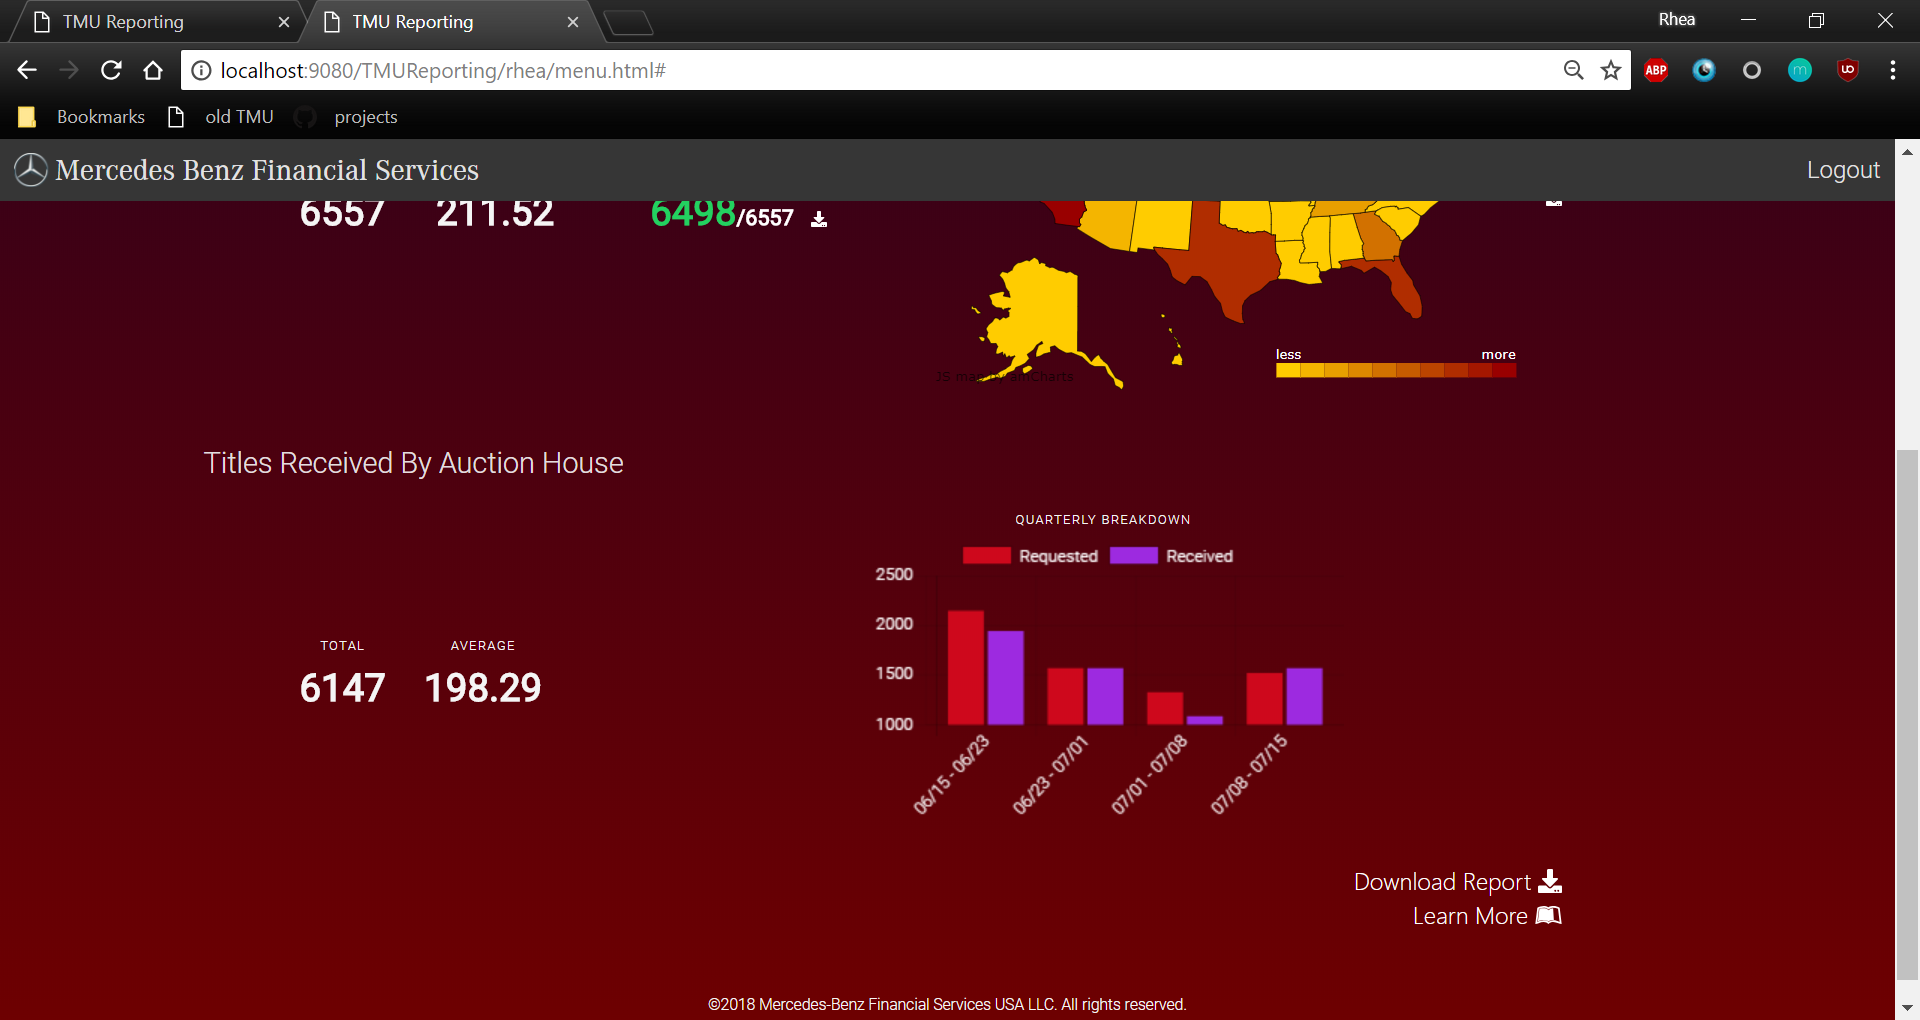 TMU Reporting
TMU Reporting
Rhea
localhost:9080/TMUReporting/rhea/menu.html#
ABP
m
Bookmarks
old TMU
projects
Mercedes Benz Financial Services
Logout
6557
211.52
6498/6557
less
more
JS map by amCharts
Titles Received By Auction House
QUARTERLY BREAKDOWN
Requested
Received
2500
2000
1500
1000
06/15 - 06/23
06/23 - 07/01
07/01 - 07/08
07/08 - 07/15
TOTAL
AVERAGE
6147
198.29
Download Report
Learn More
©2018 Mercedes-Benz Financial Services USA LLC. All rights reserved.